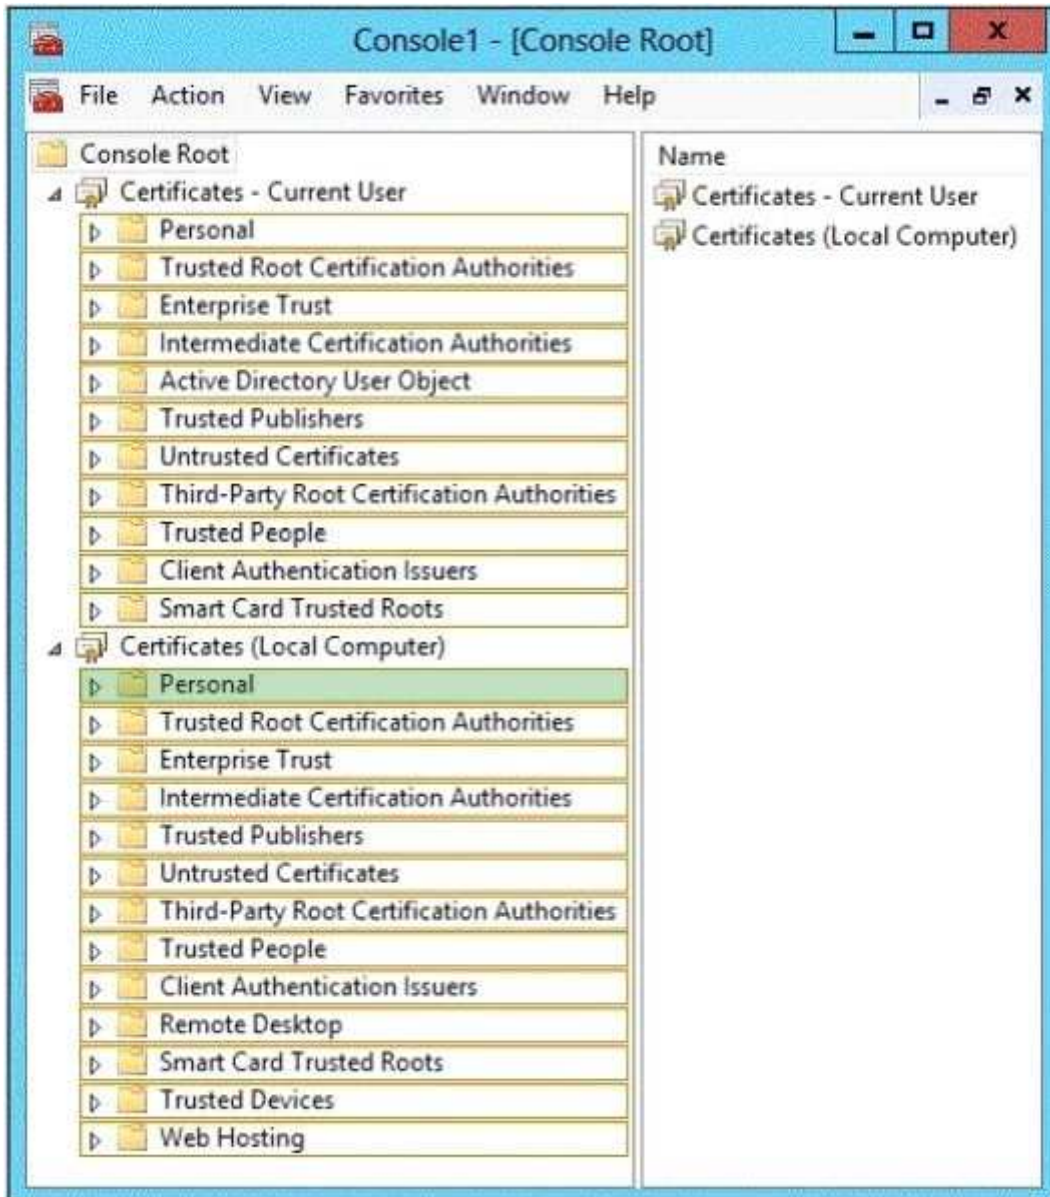 Console1 - [Console Root]
File Action View Favorites Window Help
Console Root
Certificates - Current User
Personal
Trusted Root Certification Authorities
Enterprise Trust
Intermediate Certification Authorities
Active Directory User Object
Trusted Publishers
Untrusted Certificates
Third-Party Root Certification Authorities
Trusted People
Client Authentication Issuers
Smart Card Trusted Roots
Certificates (Local Computer)
Personal
Trusted Root Certification Authorities
Enterprise Trust
Intermediate Certification Authorities
Trusted Publishers
Untrusted Certificates
Third-Party Root Certification Authorities
Trusted People
Client Authentication Issuers
Remote Desktop
Smart Card Trusted Roots
Trusted Devices
Web Hosting
Name
Certificates - Current User
Certificates (Local Computer)